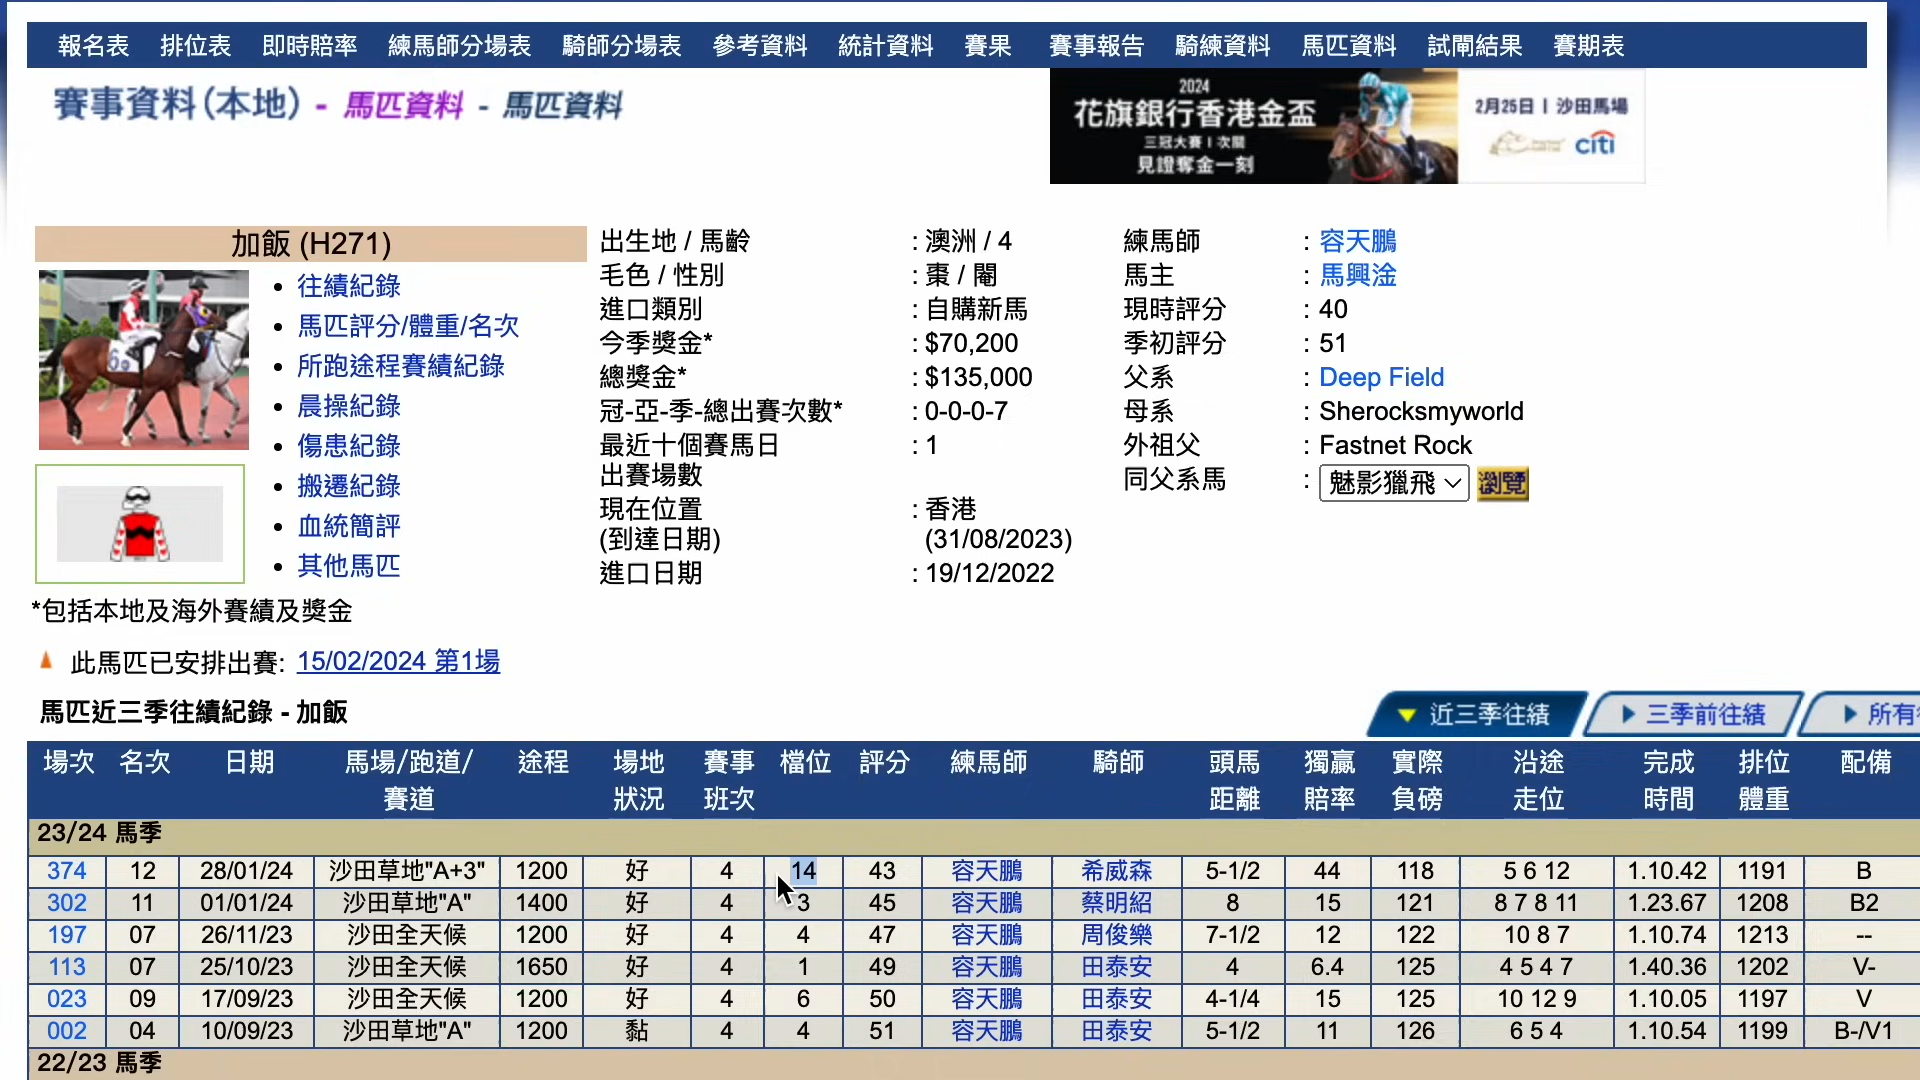 報名表 排位表 即時賠率 練馬師分場表 騎師分場表 參考資料 統計資料 賽果 賽事報告 騎練資料 馬匹資料 試閘結果 賽期表
賽事資料(本地) - 馬匹資料 - 馬匹資料
2024
花旗銀行香港金盃
三冠大賽 | 次關
見證奪金一刻
2月25日 | 沙田馬場
citi
加飯 (H271)
往績紀錄
馬匹評分/體重/名次
所跑途程賽績紀錄
晨操紀錄
傷患紀錄
搬遷紀錄
血統簡評
其他馬匹
出生地 / 馬齡 : 澳洲 / 4
毛色 / 性別 : 棗 / 閹
進口類別 : 自購新馬
今季獎金* : $70,200
總獎金* : $135,000
冠-亞-季-總出賽次數* : 0-0-0-7
最近十個賽馬日 : 1
出賽場數
現在位置 : 香港
(到達日期) (31/08/2023)
進口日期 : 19/12/2022
練馬師 : 容天鵬
馬主 : 馬興淦
現時評分 : 40
季初評分 : 51
父系 : Deep Field
母系 : Sherocksmyworld
外祖父 : Fastnet Rock
同父系馬 : 魅影獵飛 瀏覽
*包括本地及海外賽績及獎金
此馬匹已安排出賽: 15/02/2024 第1場
馬匹近三季往績紀錄 - 加飯
近三季往績 三季前往績 所有
場次 名次 日期 馬場/跑道/ 途程 場地 賽事 檔位 評分 練馬師 騎師 頭馬 獨贏 實際 沿途 完成 排位 配備
賽道 狀況 班次 距離 賠率 負磅 走位 時間 體重
23/24 馬季
374 12 28/01/24 沙田草地"A+3" 1200 好 4 14 43 容天鵬 希威森 5-1/2 44 118 5 6 12 1.10.42 1191 B
302 11 01/01/24 沙田草地"A" 1400 好 4 3 45 容天鵬 蔡明紹 8 15 121 8 7 8 11 1.23.67 1208 B2
197 07 26/11/23 沙田全天候 1200 好 4 4 47 容天鵬 周俊樂 7-1/2 12 122 10 8 7 1.10.74 1213 --
113 07 25/10/23 沙田全天候 1650 好 4 1 49 容天鵬 田泰安 4 6.4 125 4 5 4 7 1.40.36 1202 V-
023 09 17/09/23 沙田全天候 1200 好 4 6 50 容天鵬 田泰安 4-1/4 15 125 10 12 9 1.10.05 1197 V
002 04 10/09/23 沙田草地"A" 1200 黏 4 4 51 容天鵬 田泰安 5-1/2 11 126 6 5 4 1.10.54 1199 B-/V1
22/23 馬季